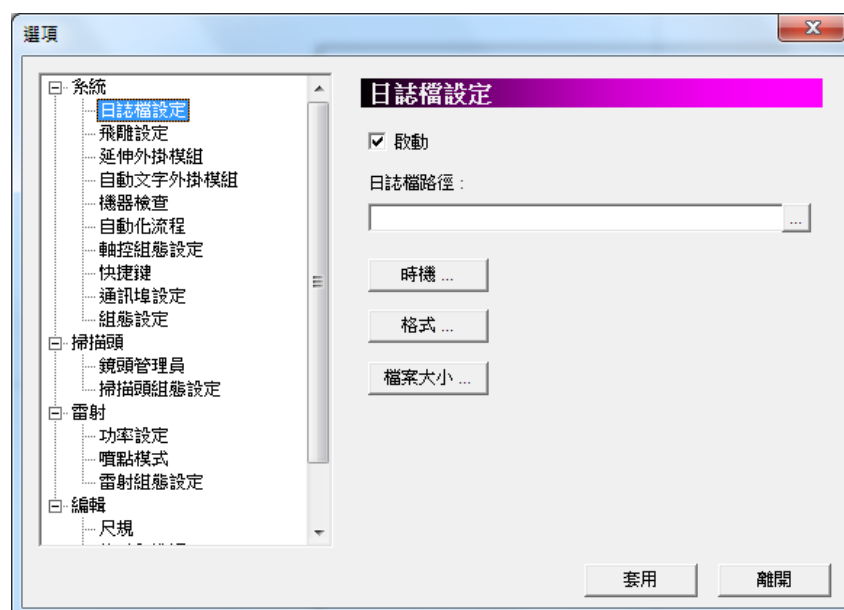 選項
系統
日誌檔設定
飛雕設定
延伸外掛模組
自動文字外掛模組
機器檢查
自動化流程
軸控組態設定
快捷鍵
通訊埠設定
組態設定
掃描頭
鏡頭管理員
掃描頭組態設定
雷射
功率設定
噴點模式
雷射組態設定
編輯
尺規
日誌檔設定
啟動
日誌檔路徑：
...
時機 ...
格式 ...
檔案大小 ...
套用
離開